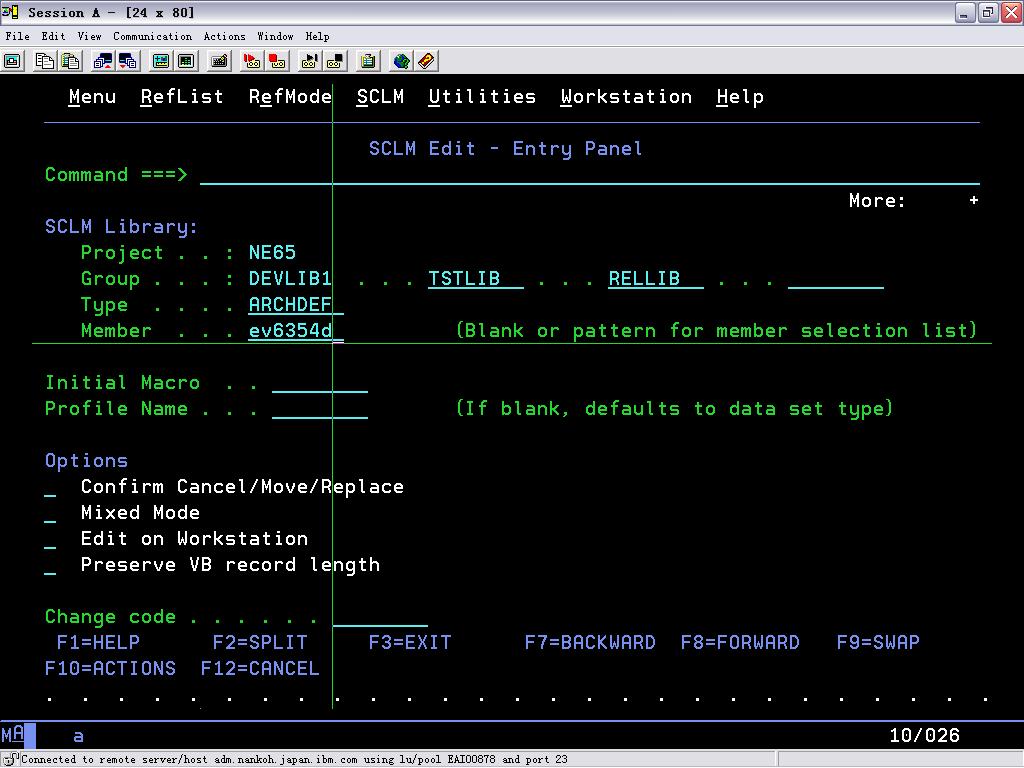 Session A - [24 x 80]
File Edit View Communication Actions Window Help
Menu RefList RefMode SCLM Utilities Workstation Help
SCLM Edit - Entry Panel
Command ===>
More: +
SCLM Library:
Project . . : NE65
Group . . . : DEVLIB1 . . . TSTLIB . . . RELLIB . . .
Type . . . . ARCHDEF
Member . . . ev6354d (Blank or pattern for member selection list)
Initial Macro . .
Profile Name . . . (If blank, defaults to data set type)
Options
Confirm Cancel/Move/Replace
Mixed Mode
Edit on Workstation
Preserve VB record length
Change code . . . . . .
F1=HELP F2=SPLIT F3=EXIT F7=BACKWARD F8=FORWARD F9=SWAP
F10=ACTIONS F12=CANCEL
. . . . . . . . . . . . . . . . . . . . . . . . . . .
MA a 10/026
Connected to remote server/host adm.nankoh.japan.ibm.com using lu/pool EAIO0878 and port 23